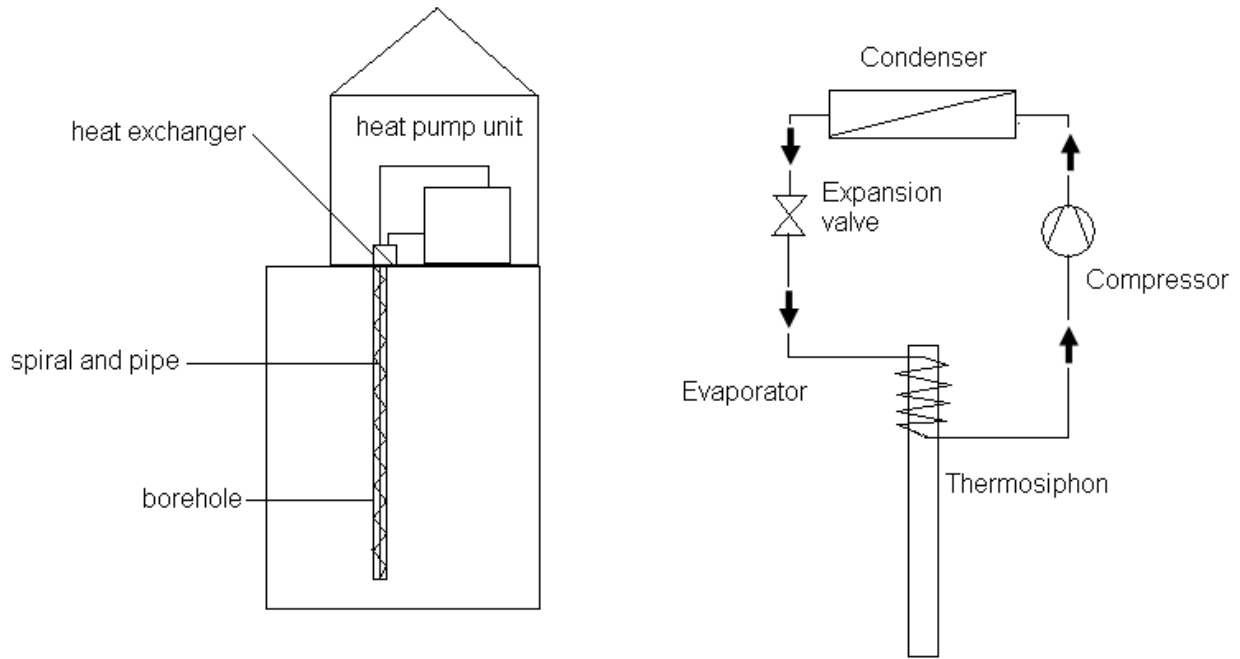 heat exchanger
heat pump unit
spiral and pipe
borehole
Condenser
Expansion
valve
Compressor
Evaporator
Thermosiphon